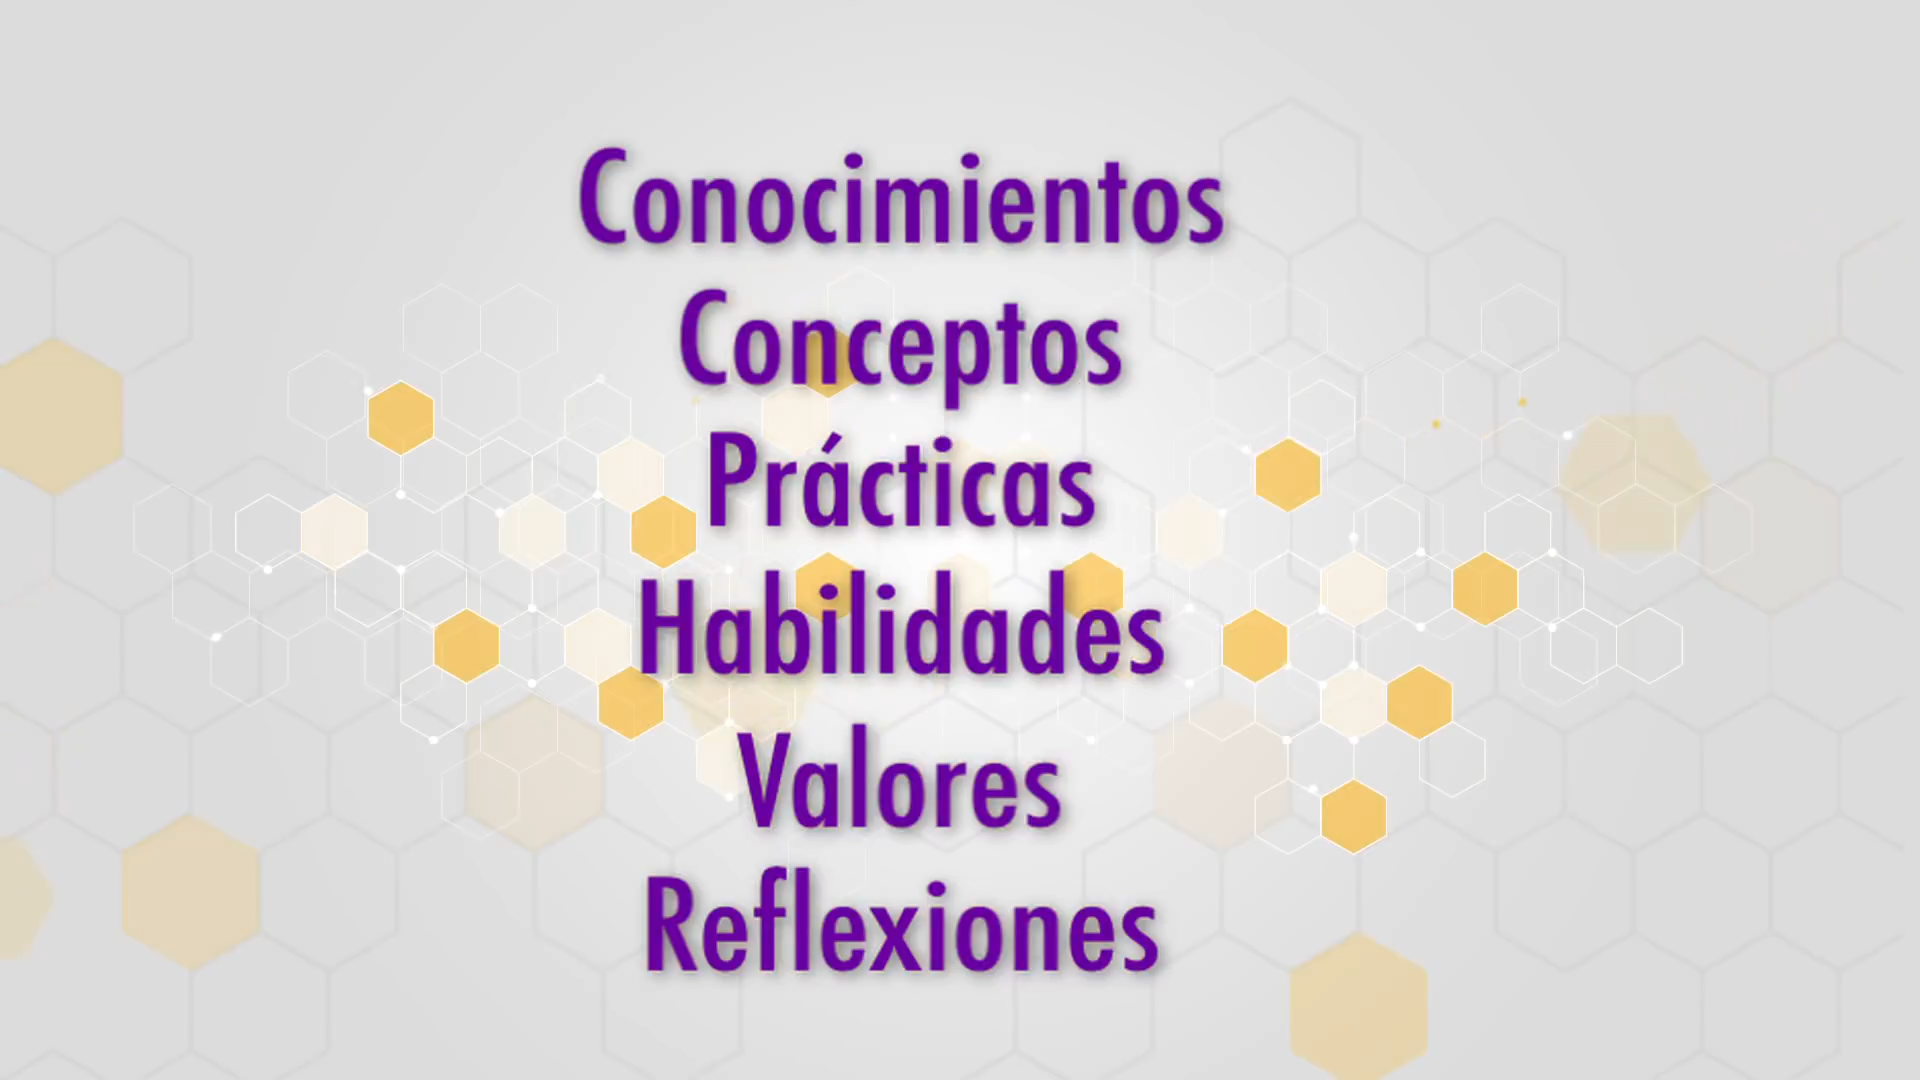 Conocimientos
Conceptos
Prácticas
Habilidades
Valores
Reflexiones